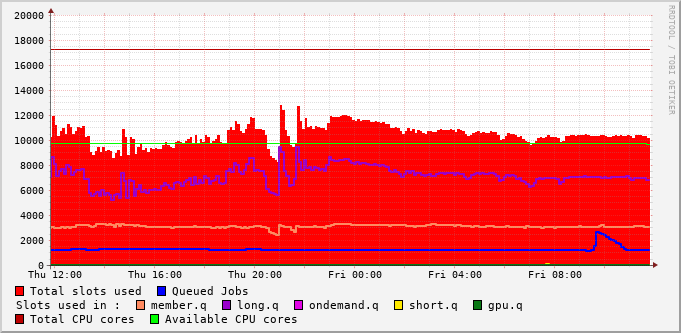 20000
18000
16000
14000
12000
10000
8000
6000
4000
2000
0
Thu 12:00 Thu 16:00 Thu 20:00 Fri 00:00 Fri 04:00 Fri 08:00
RRDTOOL / TOBI OETIKER
Total slots used Queued Jobs
Slots used in : member.q long.q ondemand.q short.q gpu.q
Total CPU cores Available CPU cores